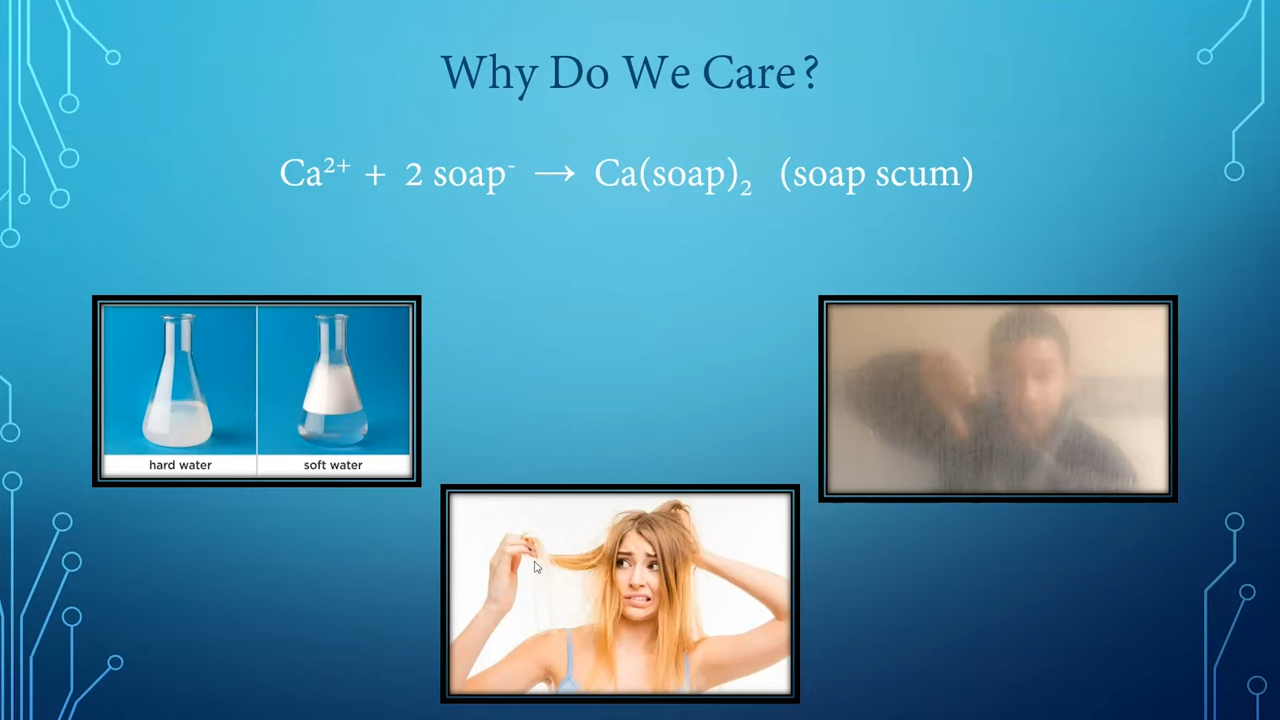 Why Do We Care?
Ca²⁺ + 2 soap⁻ → Ca(soap)₂ (soap scum)
hard water
soft water